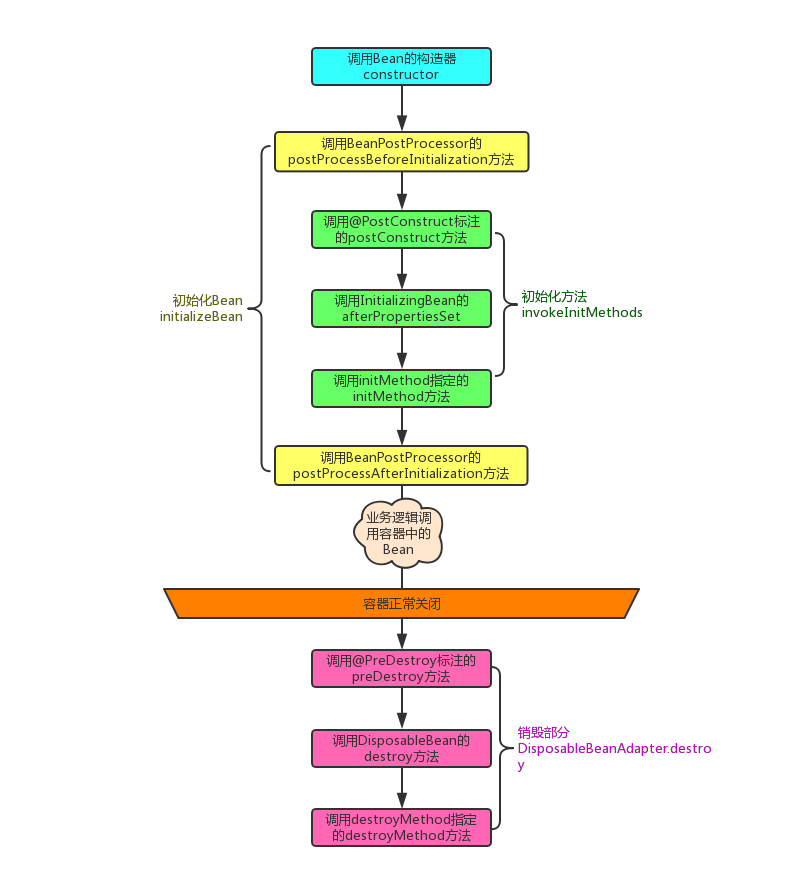 调用Bean的构造器
constructor
调用BeanPostProcessor的
postProcessBeforeInitialization方法
调用@PostConstruct标注
的postConstruct方法
初始化Bean
initializeBean
调用InitializingBean的
afterPropertiesSet
初始化方法
invokeInitMethods
调用initMethod指定的
initMethod方法
调用BeanPostProcessor的
postProcessAfterInitialization方法
业务逻辑调
用容器中的
Bean
容器正常关闭
调用@PreDestroy标注的
preDestroy方法
调用DisposableBean的
destroy方法
销毁部分
DisposableBeanAdapter.destro
y
调用destroyMethod指定
的destroyMethod方法